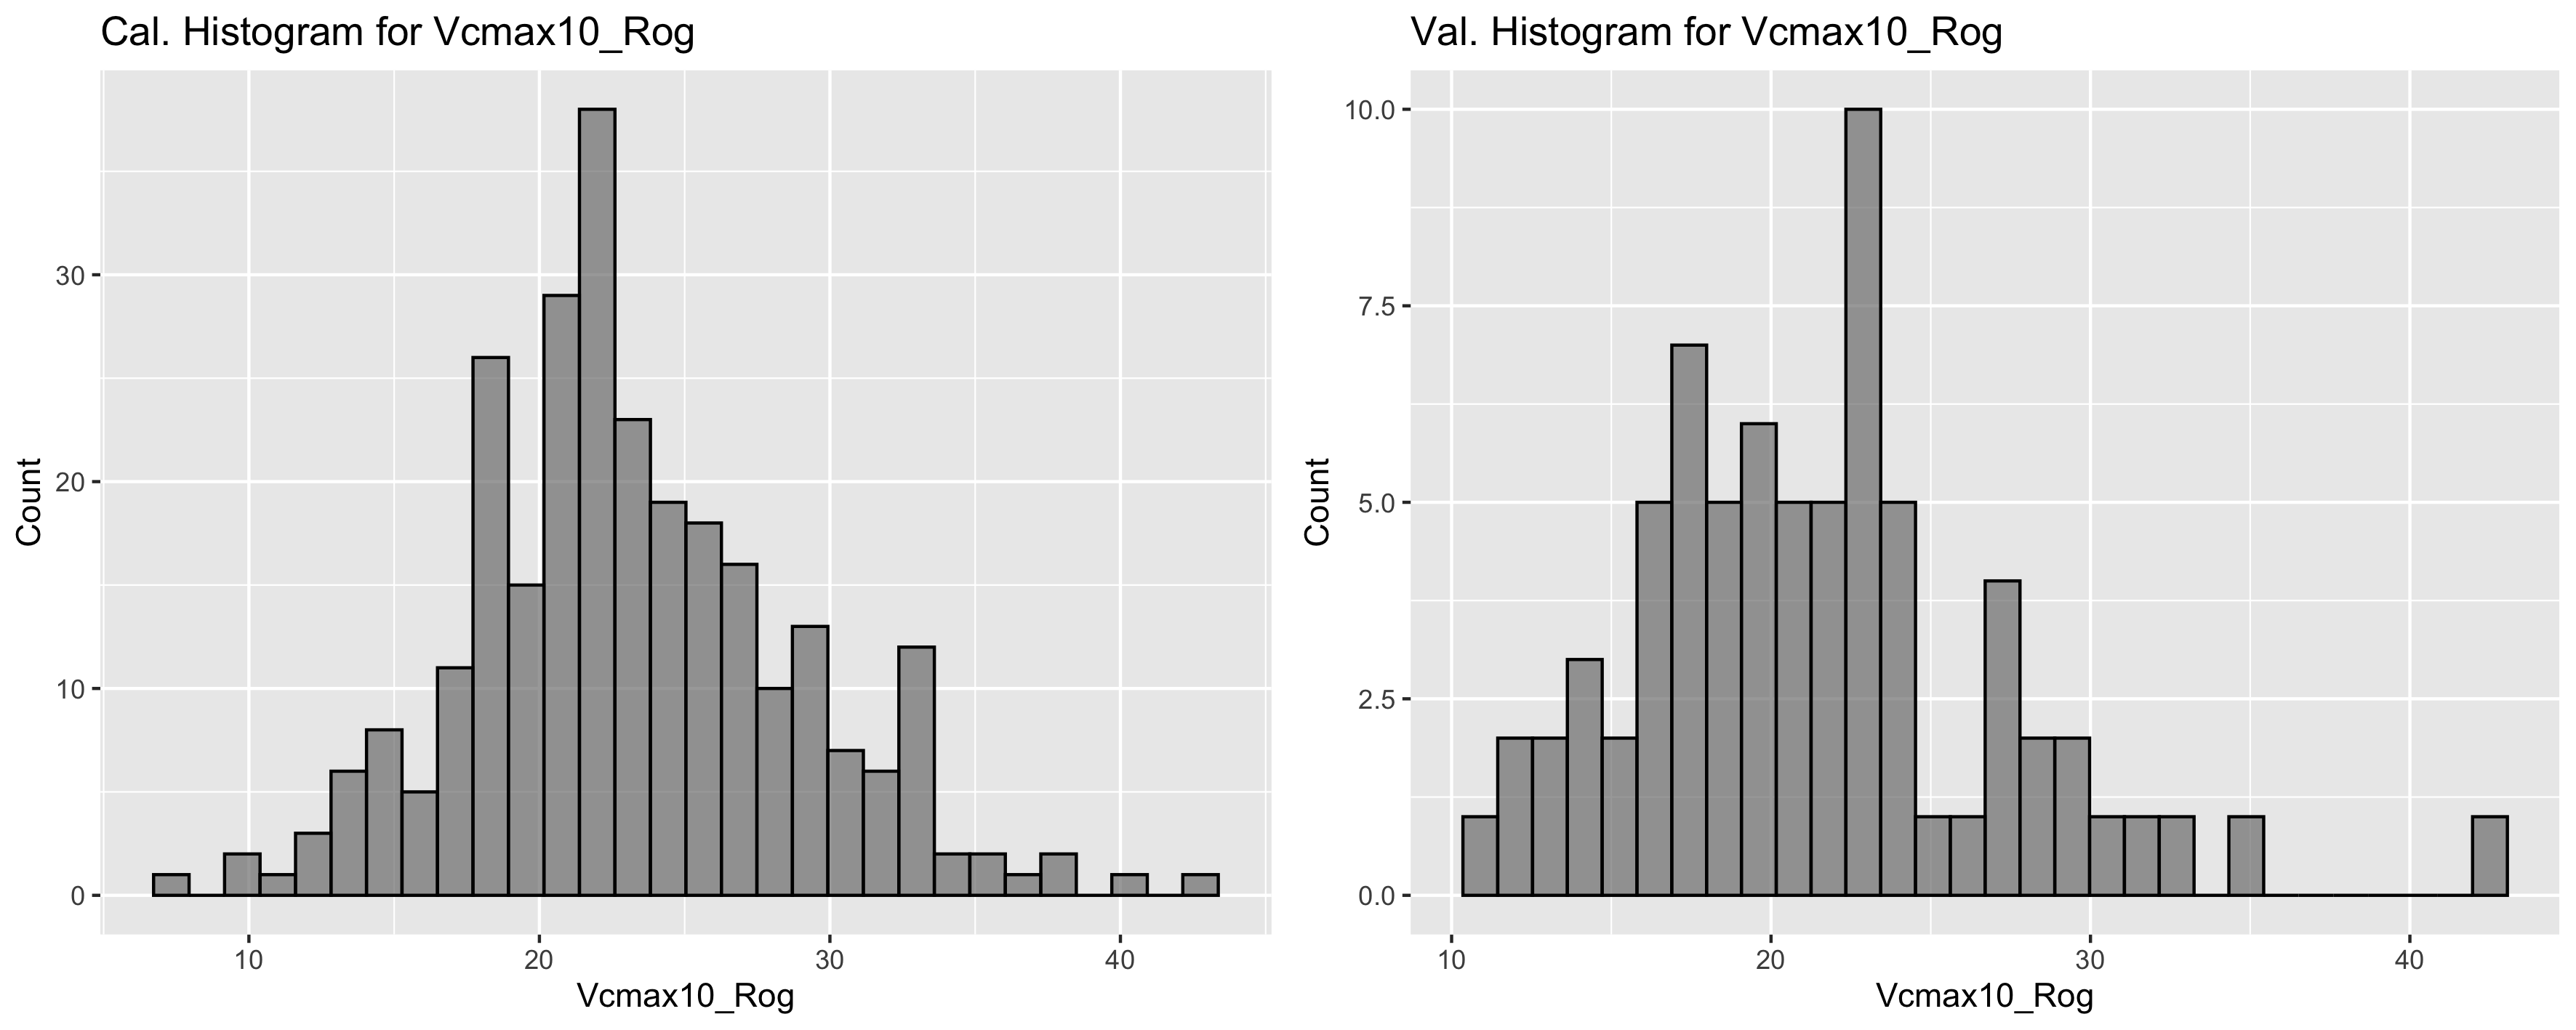 Cal. Histogram for Vcmax10_Rog
30
20
10
0
Count
10 20 30 40
Vcmax10_Rog
Val. Histogram for Vcmax10_Rog
10.0
7.5
5.0
2.5
0.0
Count
10 20 30 40
Vcmax10_Rog